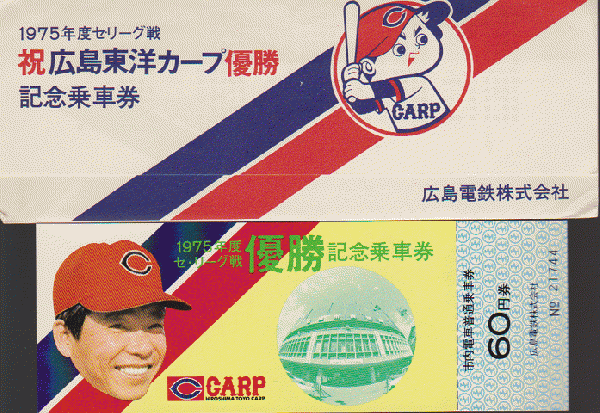 1975年度セ・リーグ戦
祝広島東洋カープ優勝
記念乗車券
C
CARP
広島電鉄株式会社
1975年度
セ・リーグ戦
優勝記念乗車券
C
C CARP
HIROSHIMA TOYO CARP
市内電車普通乗車券
60円券
広島電鉄株式会社
No 21744